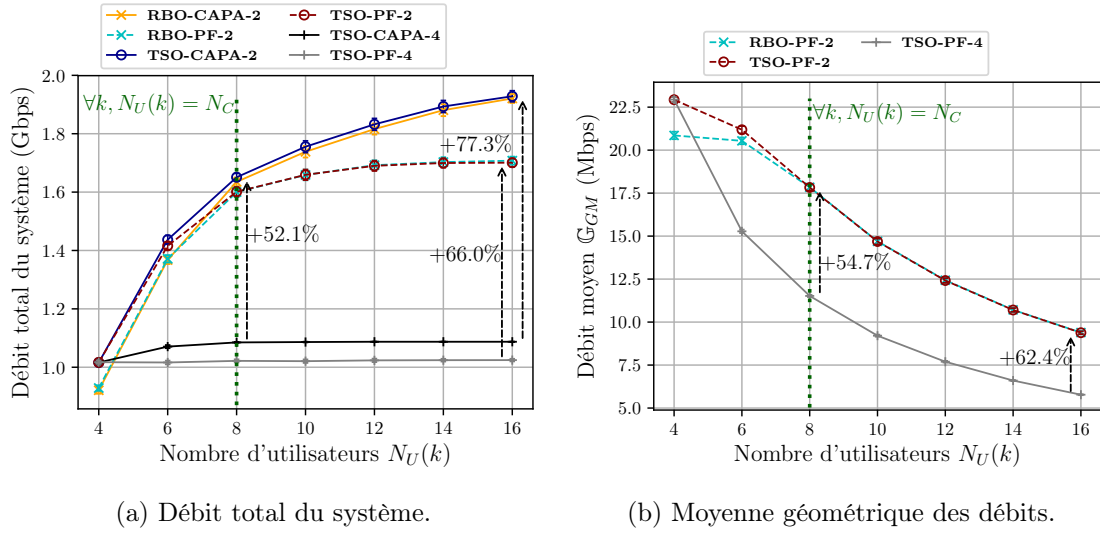 RBO-CAPA-2
RBO-PF-2
TSO-CAPA-2
TSO-PF-2
TSO-CAPA-4
TSO-PF-4
Débit total du système (Gbps)
2.0
1.8
1.6
1.4
1.2
1.0
∀k, N_U(k) = N_C
+77.3%
+52.1%
+66.0%
4 6 8 10 12 14 16
Nombre d'utilisateurs N_U(k)
(a) Débit total du système.
RBO-PF-2
TSO-PF-2
TSO-PF-4
Débit moyen 𝔾_GM (Mbps)
22.5
20.0
17.5
15.0
12.5
10.0
7.5
5.0
∀k, N_U(k) = N_C
+54.7%
+62.4%
4 6 8 10 12 14 16
Nombre d'utilisateurs N_U(k)
(b) Moyenne géométrique des débits.